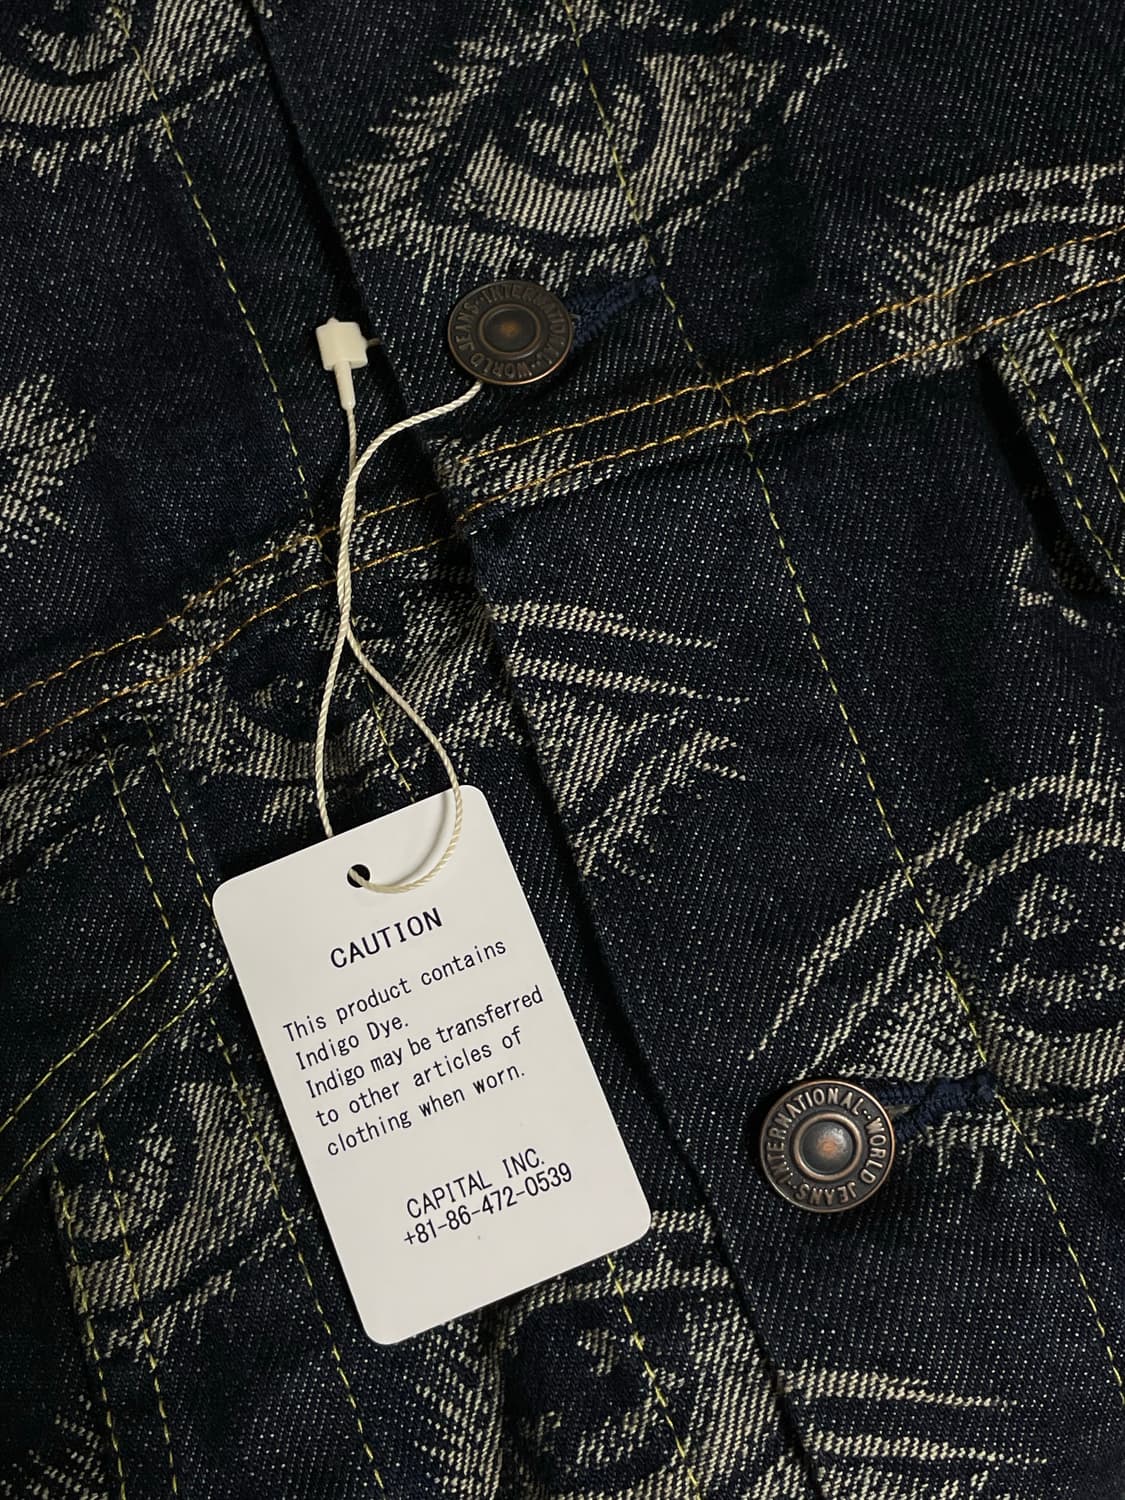 JEANS·INTERNATIONAL·WORLD
CAUTION
This product contains
Indigo Dye.
Indigo may be transferred
to other articles of
clothing when worn.
CAPITAL INC.
+81-86-472-0539
INTERNATIONAL·WORLD JEANS·